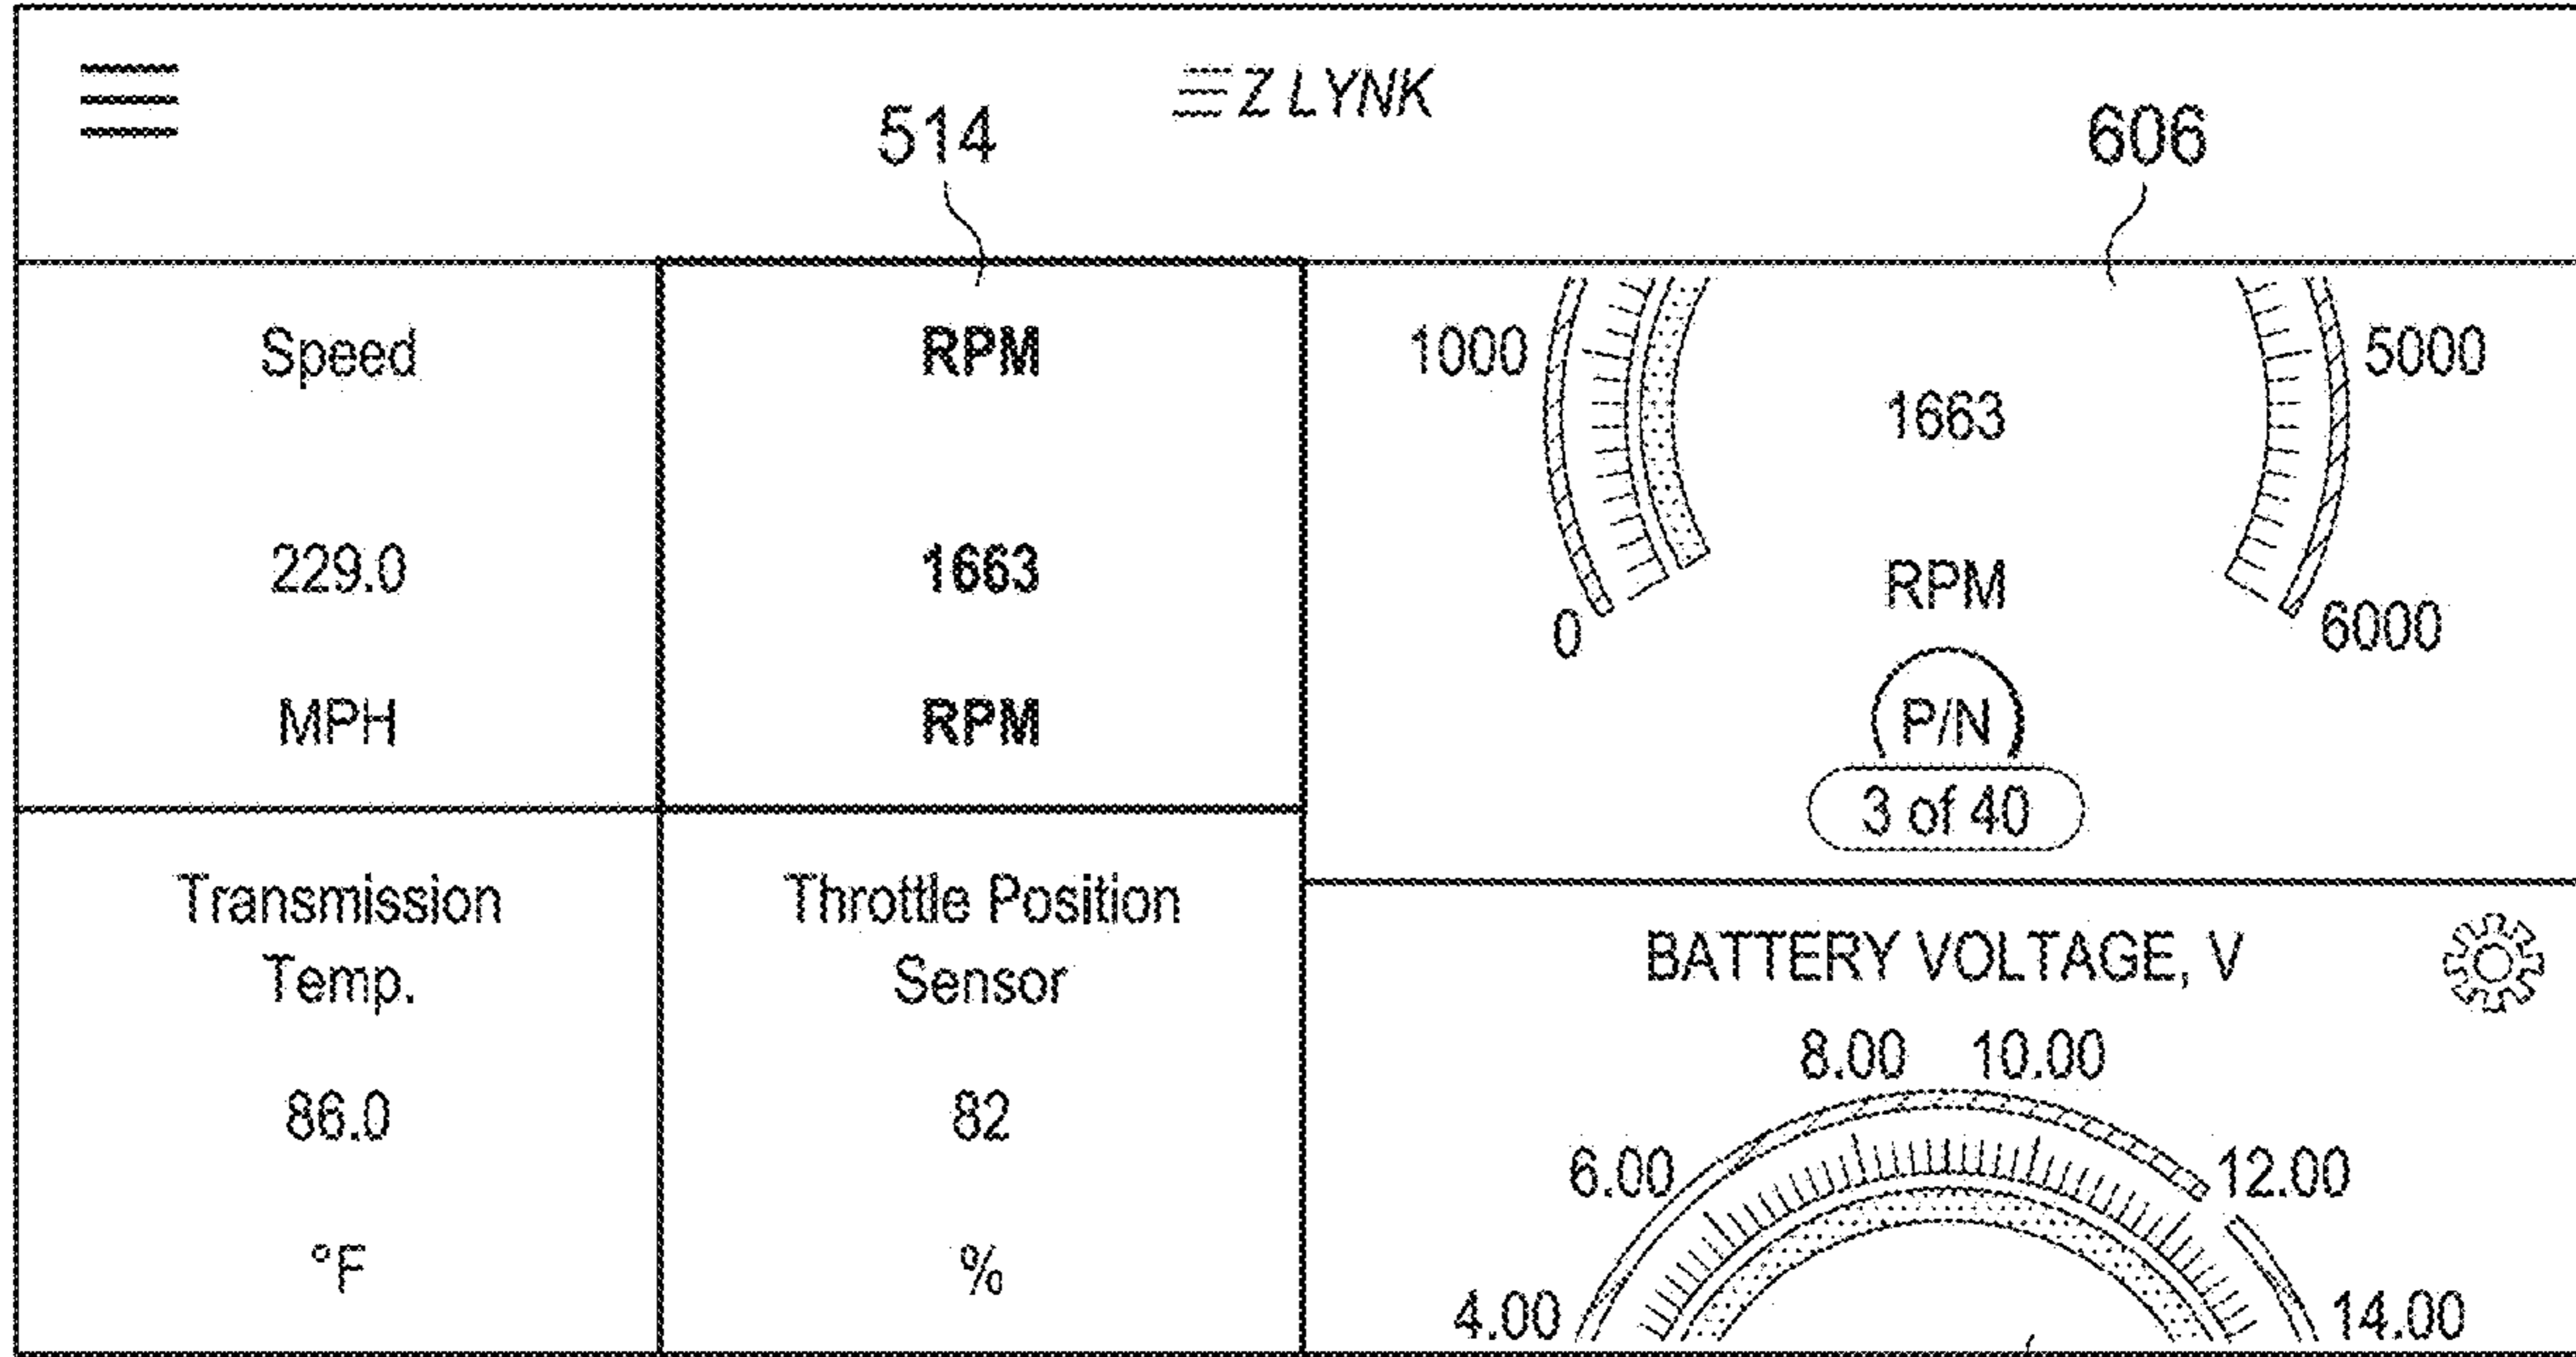 EZ LYNK
514
606
Speed
229.0
MPH
RPM
1663
RPM
1000
5000
1663
RPM
0
6000
P/N
3 of 40
Transmission
Temp.
86.0
°F
Throttle Position
Sensor
82
%
BATTERY VOLTAGE, V
8.00 10.00
6.00 12.00
4.00 14.00